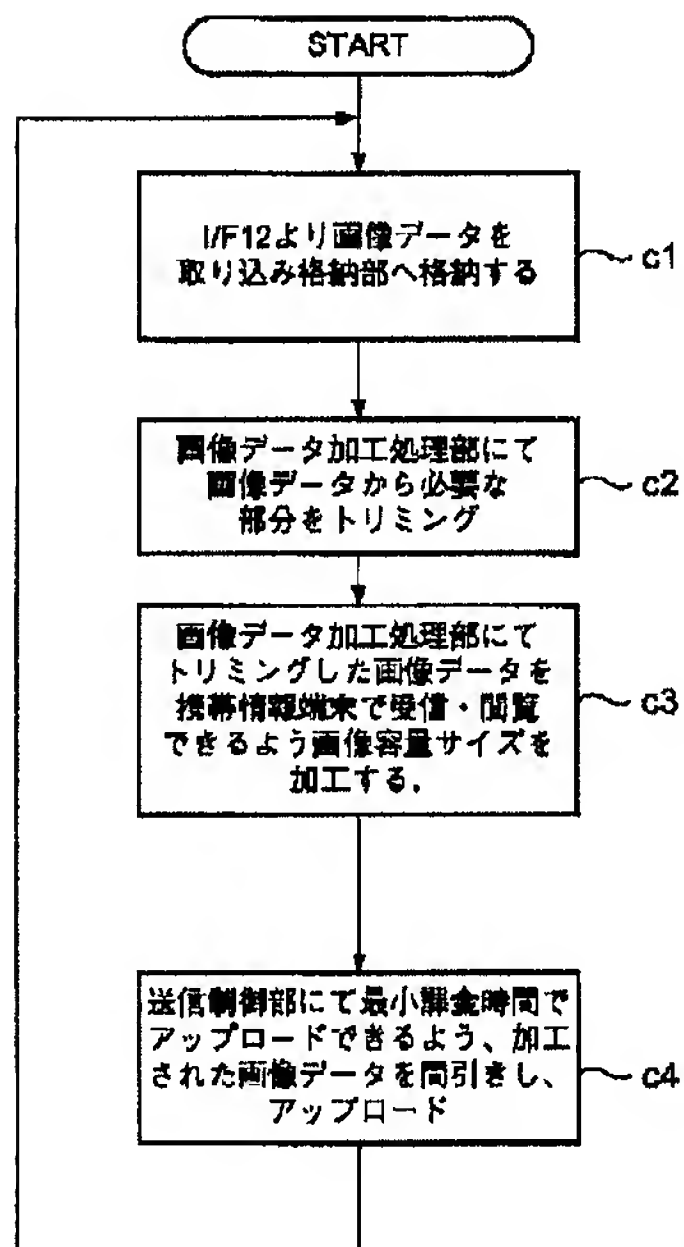 START
I/F12より画像データを
取り込み格納部へ格納する
c1
画像データ加工処理部にて
画像データから必要な
部分をトリミング
c2
画像データ加工処理部にて
トリミングした画像データを
携帯情報端末で受信・閲覧
できるよう画像容量サイズを
加工する.
c3
送信制御部にて最小課金時間で
アップロードできるよう、加工
された画像データを間引きし、
アップロード
c4